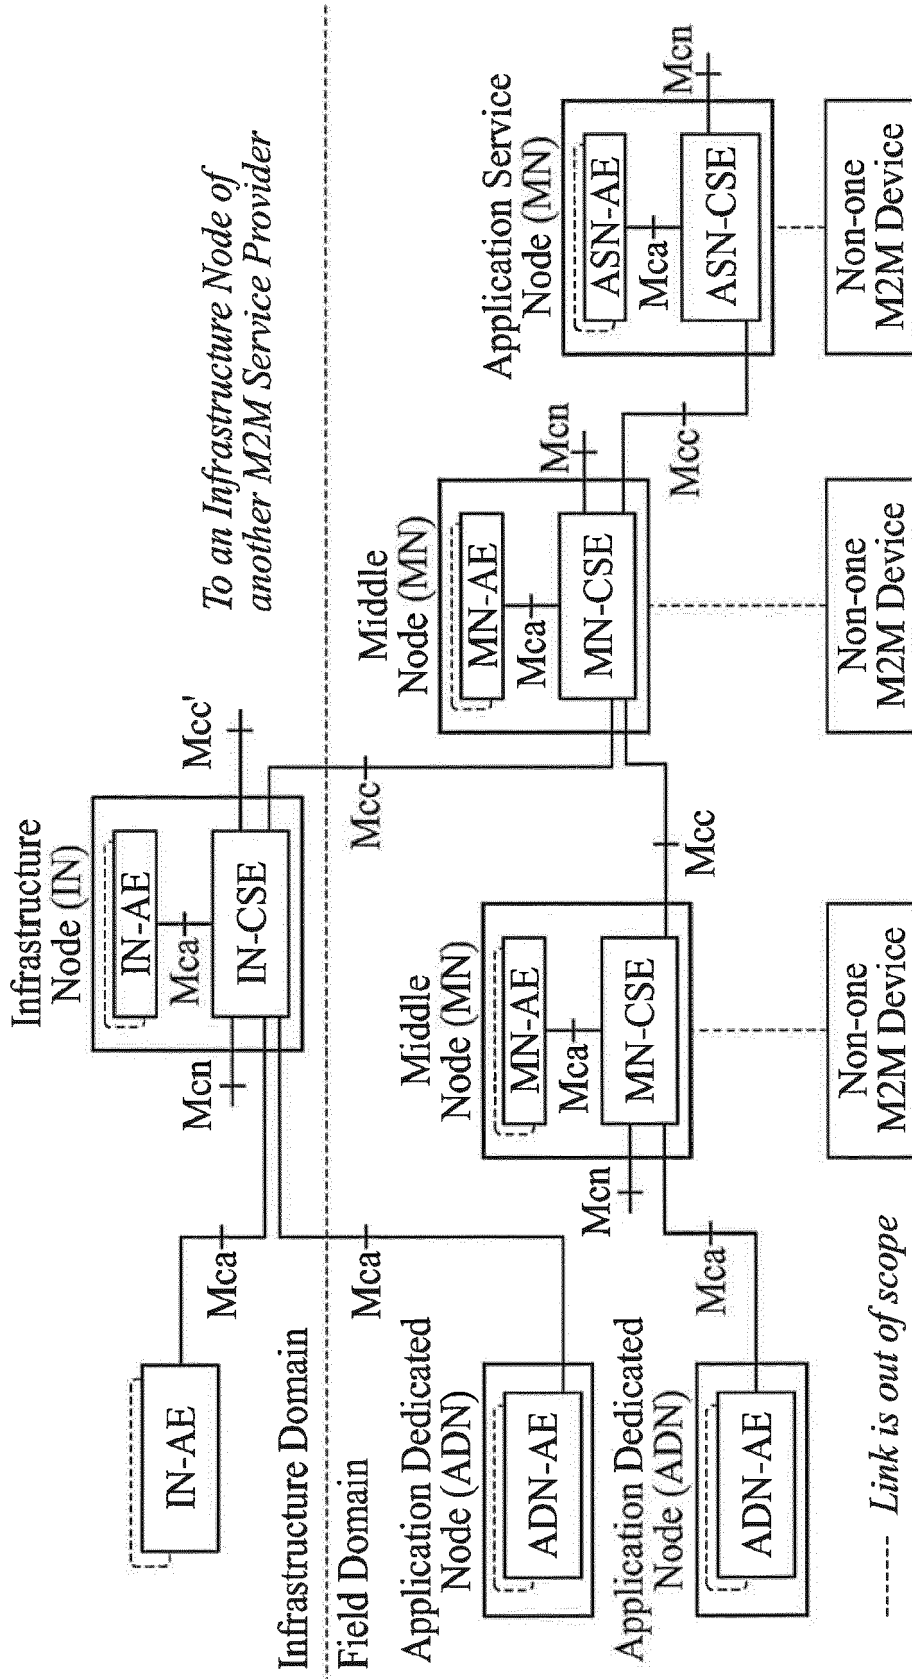 Infrastructure
Node (IN)
IN-AE
Mca
IN-CSE
Mcn
Mcc'
IN-AE
Mca
To an Infrastructure Node of
another M2M Service Provider
Infrastructure Domain
Field Domain
Mca
Mcc
Application Dedicated
Node (ADN)
ADN-AE
Middle
Node (MN)
MN-AE
Mca
MN-CSE
Mcn
Mcc
Middle
Node (MN)
MN-AE
Mca
MN-CSE
Mcn
Mcc
Application Service
Node (MN)
ASN-AE
Mca
ASN-CSE
Mcn
Application Dedicated
Node (ADN)
ADN-AE
Mca
Non-one
M2M Device
Non-one
M2M Device
Non-one
M2M Device
Link is out of scope